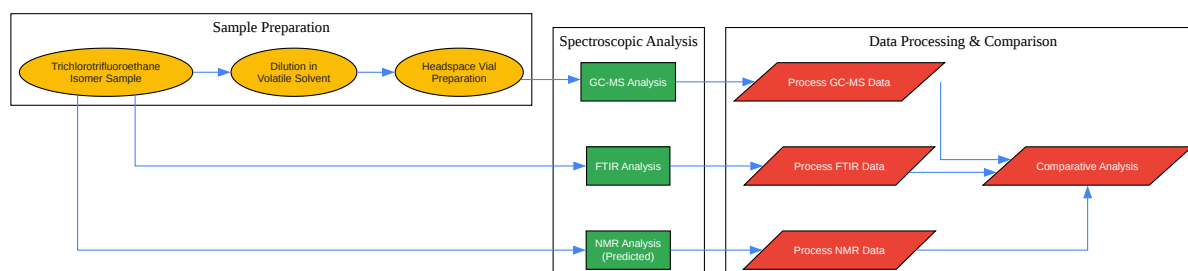 Sample Preparation
Trichlorotrifluoroethane
Isomer Sample
Dilution in
Volatile Solvent
Headspace Vial
Preparation
Spectroscopic Analysis
GC-MS Analysis
FTIR Analysis
NMR Analysis
(Predicted)
Data Processing & Comparison
Process GC-MS Data
Process FTIR Data
Comparative Analysis
Process NMR Data